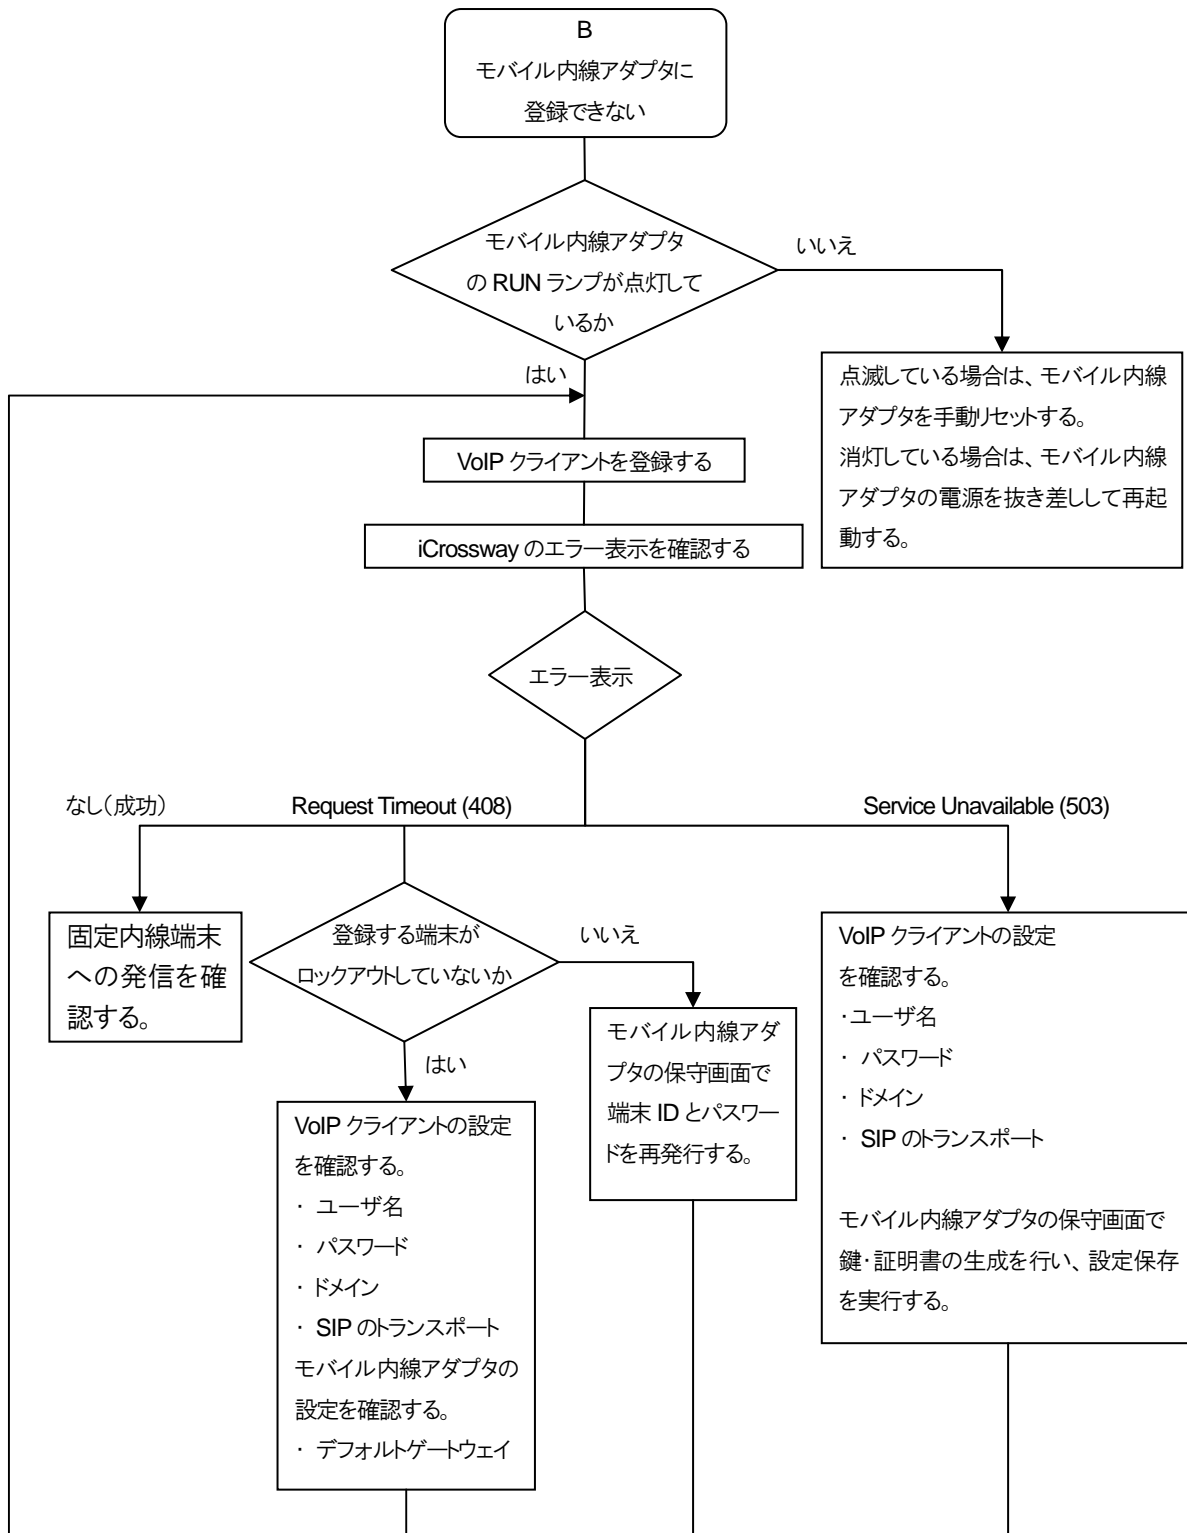 B
モバイル内線アダプタに
登録できない
モバイル内線アダプタ
の RUN ランプが点灯して
いるか
いいえ
はい
点滅している場合は、モバイル内線
アダプタを手動リセットする。
消灯している場合は、モバイル内線
アダプタの電源を抜き差しして再起
動する。
VoIP クライアントを登録する
iCrossway のエラー表示を確認する
エラー表示
なし（成功）
Request Timeout (408)
Service Unavailable (503)
固定内線端末
への発信を確
認する。
登録する端末が
ロックアウトしていないか
いいえ
はい
モバイル内線アダ
プタの保守画面で
端末 ID とパスワー
ドを再発行する。
VoIP クライアントの設定
を確認する。
・ ユーザ名
・ パスワード
・ ドメイン
・ SIP のトランスポート
モバイル内線アダプタの
設定を確認する。
・ デフォルトゲートウェイ
VoIP クライアントの設定
を確認する。
・ユーザ名
・ パスワード
・ ドメイン
・ SIP のトランスポート
モバイル内線アダプタの保守画面で
鍵・証明書の生成を行い、設定保存
を実行する。